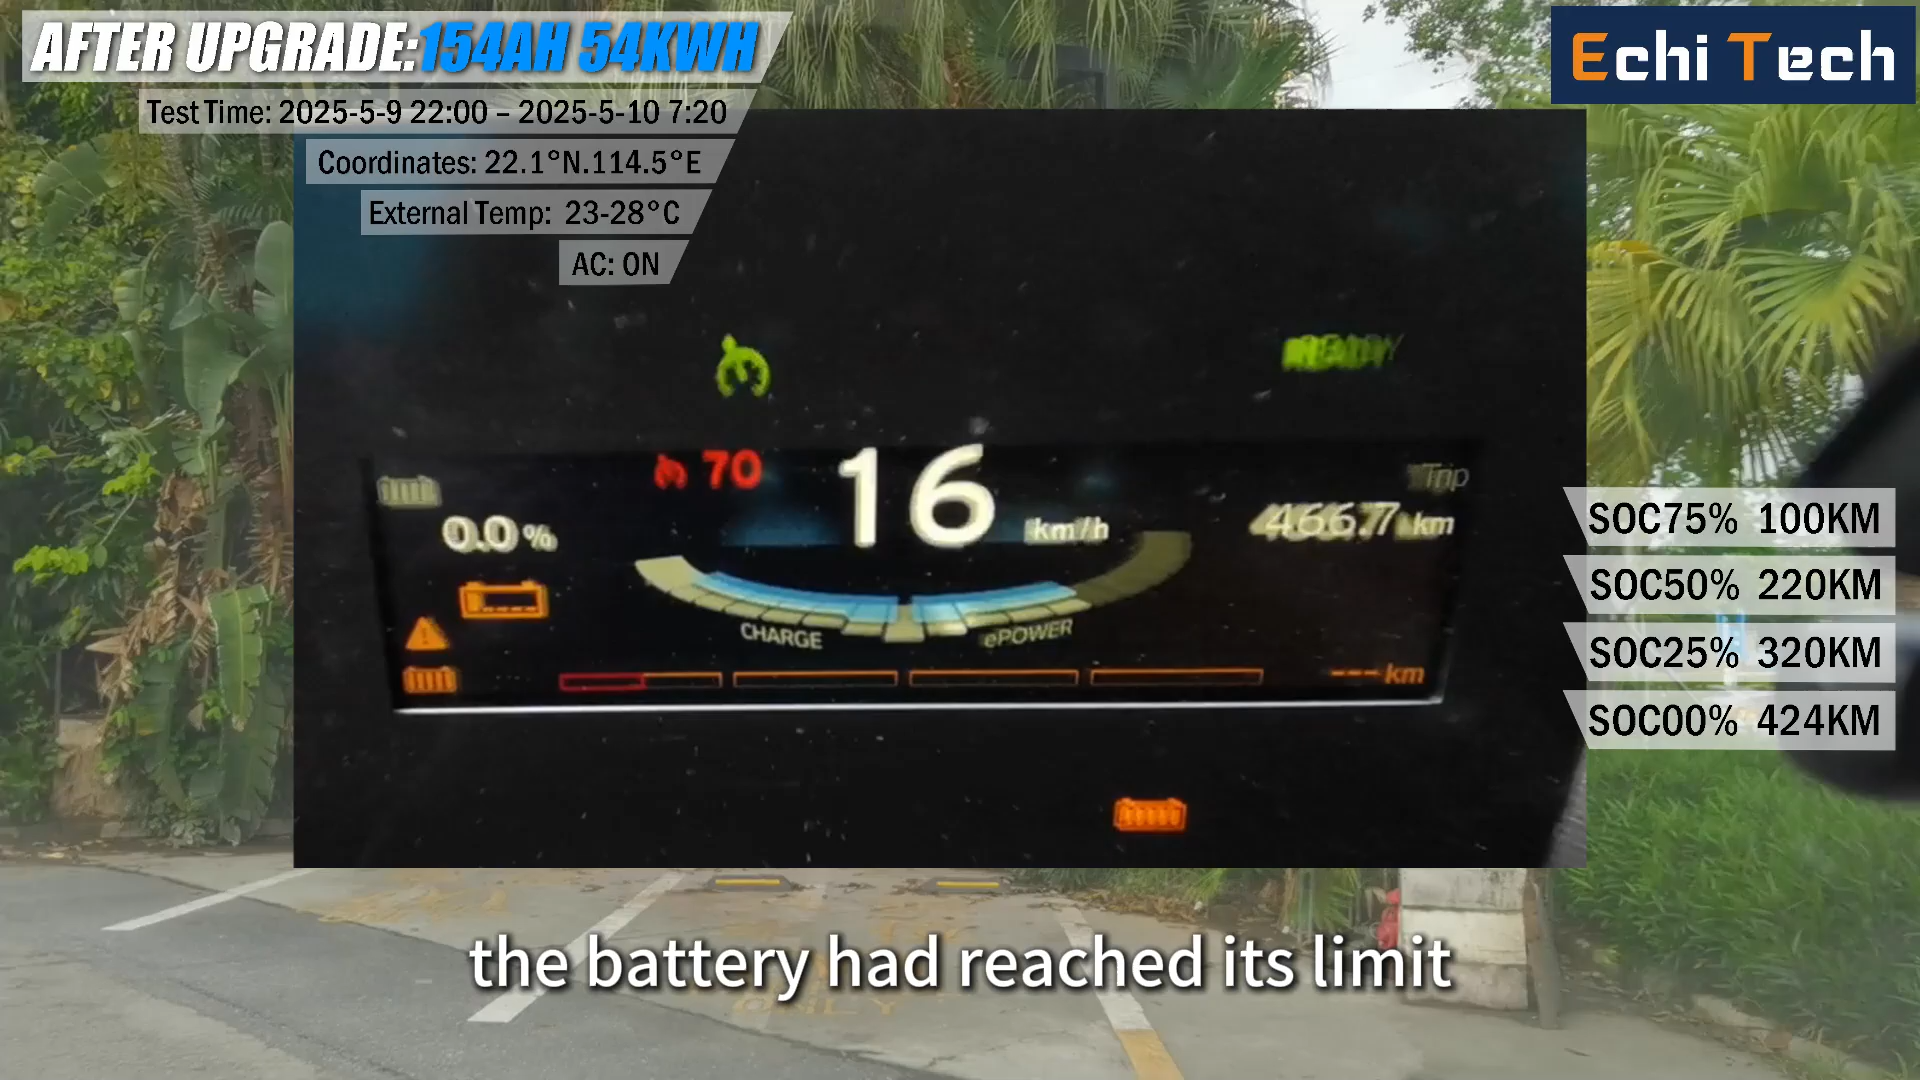 AFTER UPGRADE:154AH 54KWH
Echi Tech
Test Time: 2025-5-9 22:00 – 2025-5-10 7:20
Coordinates: 22.1°N.114.5°E
External Temp: 23-28°C
AC: ON
READY
70
16
km/h
Trip
466.7 km
0.0 %
CHARGE
ePOWER
--- km
SOC75% 100KM
SOC50% 220KM
SOC25% 320KM
SOC00% 424KM
the battery had reached its limit
ONLY